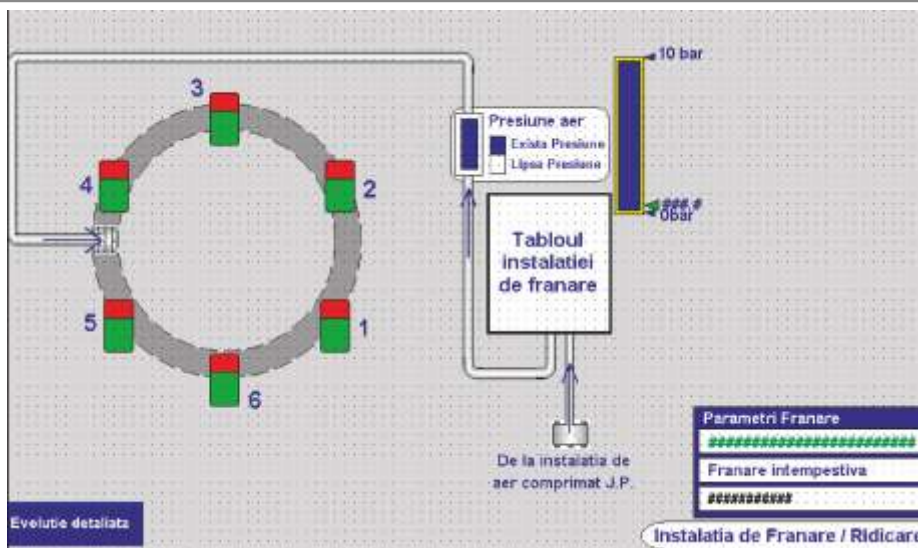 10 bar
3
Presiune aer
Exista Presiune
Lipsa Presiune
4
2
###.#
0bar
Tabloul
instalatiei
de franare
5
1
6
Parametri Franare
########################
De la instalatia de
aer comprimat J.P.
Franare intempestiva
###########
Evolutie detaliata
Instalatia de Franare / Ridicare